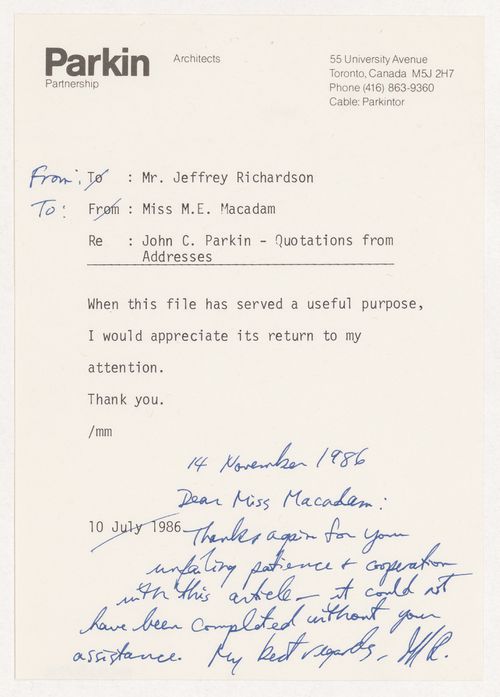 Parkin
Partnership
Architects
55 University Avenue
Toronto, Canada M5J 2H7
Phone (416) 863-9360
Cable: Parkintor
From: To : Mr. Jeffrey Richardson
To: From : Miss M.E. Macadam
Re : John C. Parkin - Quotations from
Addresses
When this file has served a useful purpose,
I would appreciate its return to my
attention.
Thank you.
/mm
14 November 1986
Dear Miss Macadam:
10 July 1986
Thanks again for your
unfailing patience + cooperation
with this article – it could not
have been completed without your
assistance. My best regards,